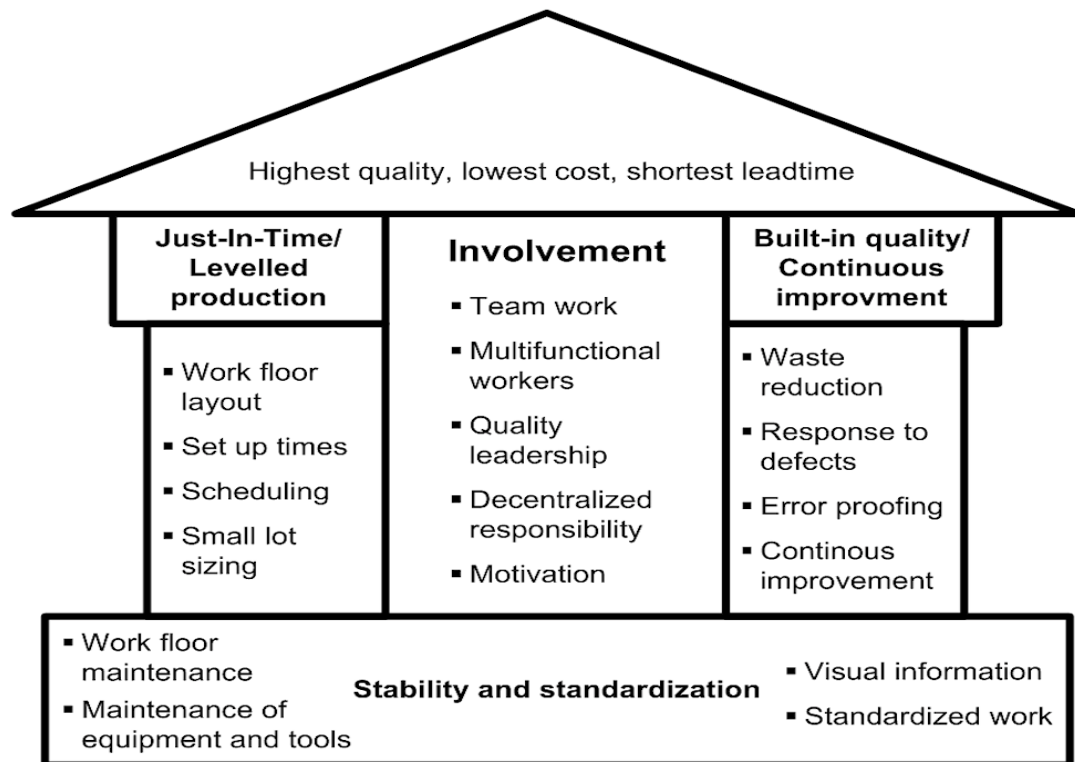 Highest quality, lowest cost, shortest leadtime
Just-In-Time/
Levelled
production
▪ Work floor
layout
▪ Set up times
▪ Scheduling
▪ Small lot
sizing
Involvement
▪ Team work
▪ Multifunctional
workers
▪ Quality
leadership
▪ Decentralized
responsibility
▪ Motivation
Built-in quality/
Continuous
improvment
▪ Waste
reduction
▪ Response to
defects
▪ Error proofing
▪ Continous
improvement
▪ Work floor
maintenance
▪ Maintenance of
equipment and tools
Stability and standardization
▪ Visual information
▪ Standardized work